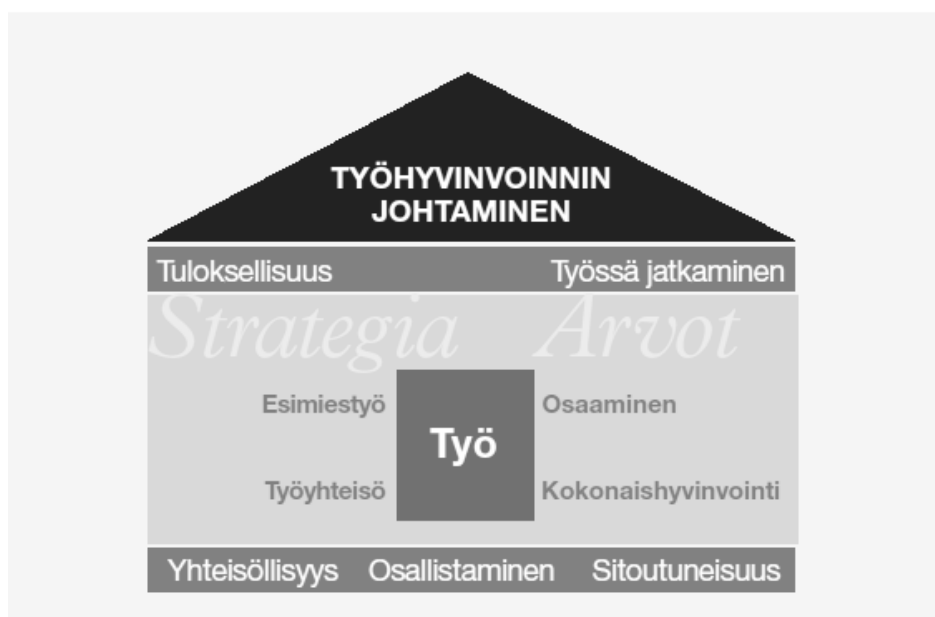 TYÖHYVINVOINNIN
JOHTAMINEN
Tuloksellisuus Työssä jatkaminen
Strategia Arvot
Esimiestyö Osaaminen
Työ
Työyhteisö Kokonaishyvinvointi
Yhteisöllisyys Osallistaminen Sitoutuneisuus